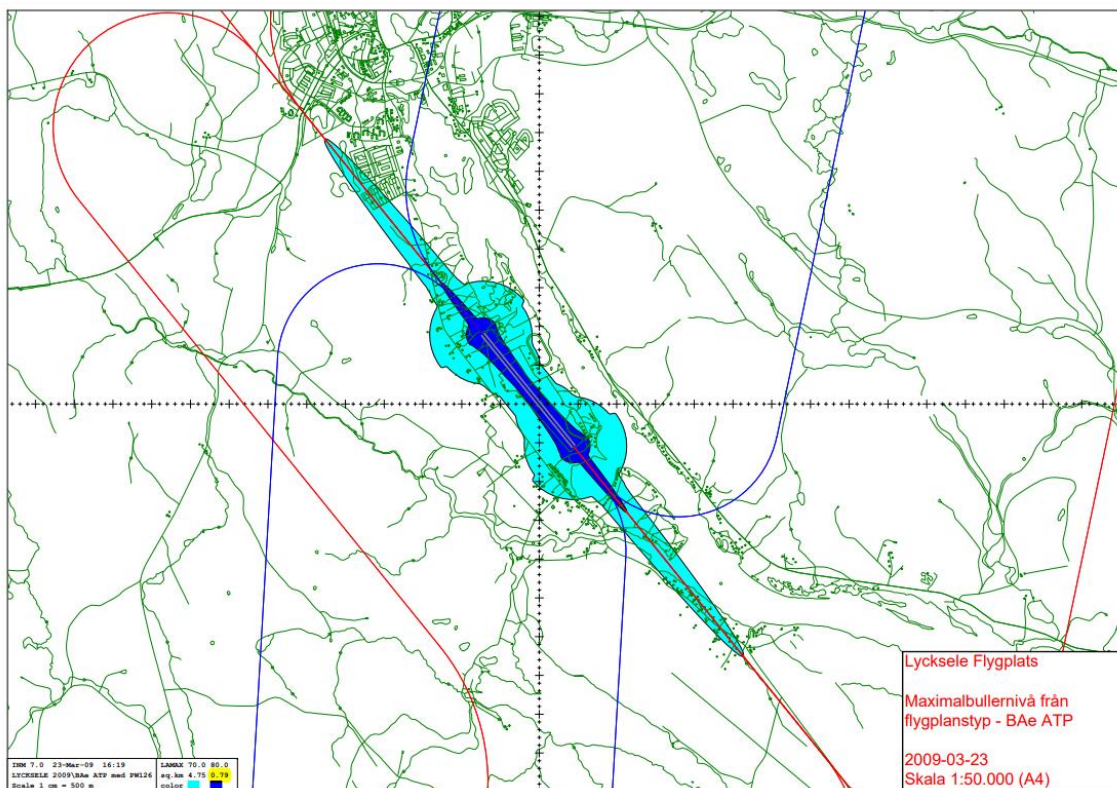 Lycksele Flygplats
Maximalbullernivå från
flygplanstyp - BAe ATP
2009-03-23
Skala 1:50.000 (A4)
INM 7.0 23-Mar-09 16:19
LYCKSELE 2009\BAe ATP med PW126
Scale 1 cm = 500 m
LAMAX 70.0 80.0
sq.km 4.75 0.79
color